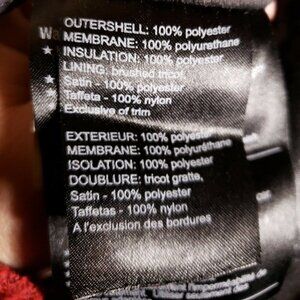 OUTERSHELL: 100% polyester
MEMBRANE: 100% polyurethane
INSULATION: 100% polyester
LINING: brushed tricot,
Satin - 100% polyester
Taffeta - 100% nylon
Exclusive of trim
EXTERIEUR: 100% polyester
MEMBRANE: 100% polyuréthane
ISOLATION: 100% polyester
DOUBLURE: tricot gratte,
Satin - 100% polyester
Taffetas - 100% nylon
A l'exclusion des bordures